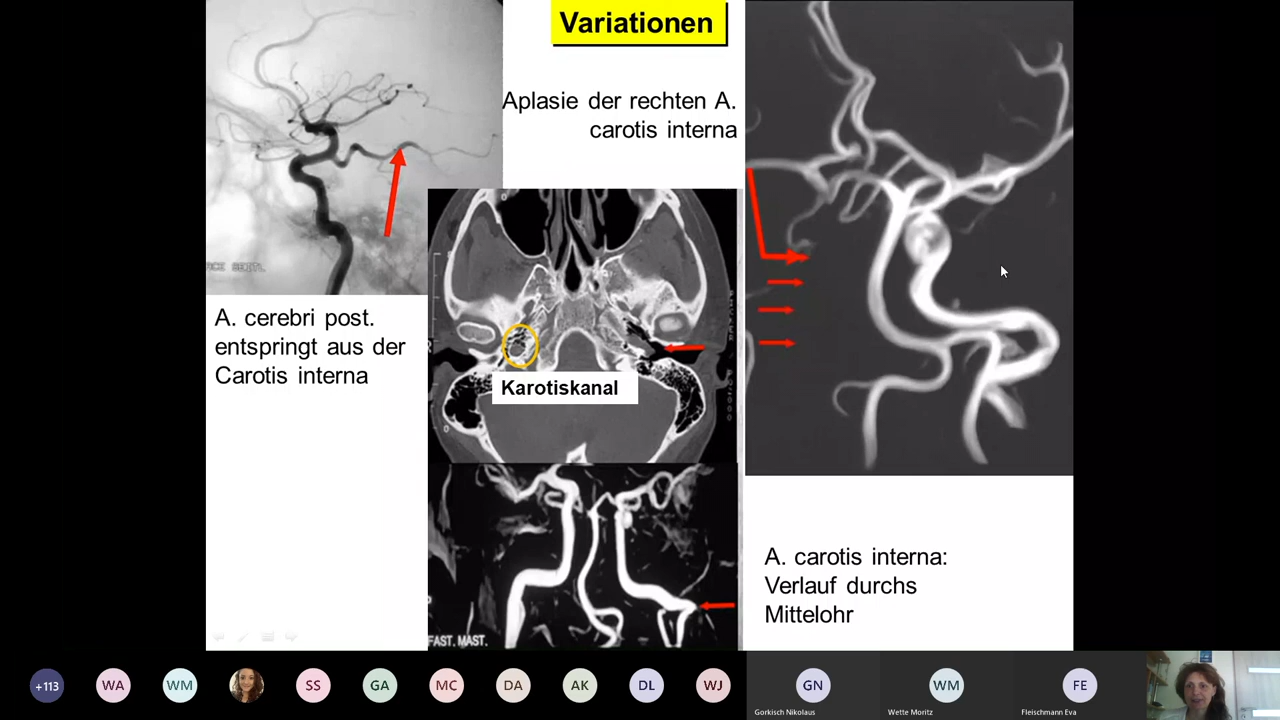 Variationen
Aplasie der rechten A.
carotis interna
A. cerebri post.
entspringt aus der
Carotis interna
Karotiskanal
FAST. MAST.
A. carotis interna:
Verlauf durchs
Mittelohr
+113
WA
WM
SS
GA
MC
DA
AK
DL
WJ
GN
Gorkisch Nikolaus
WM
Wette Moritz
FE
Fleischmann Eva